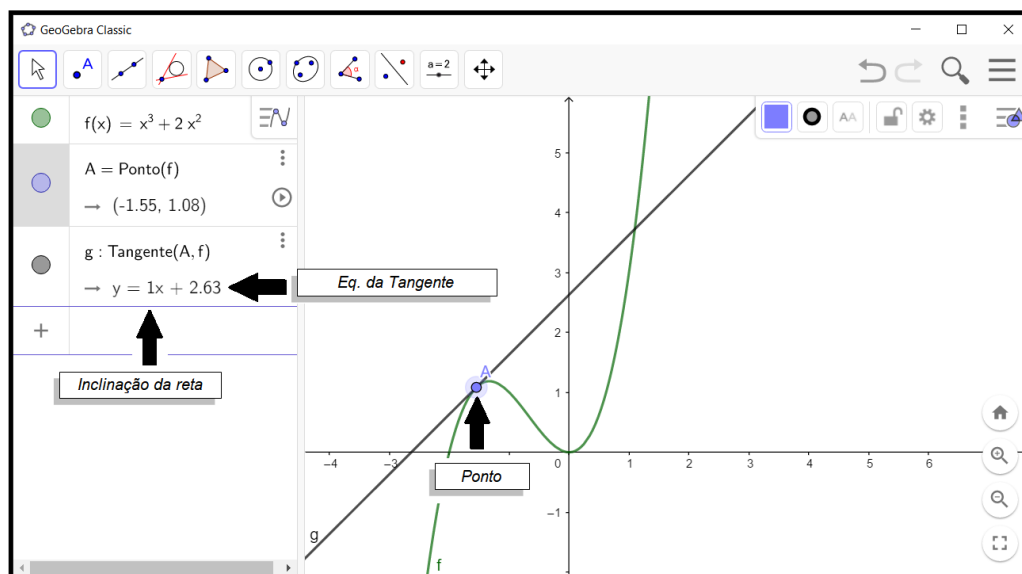 GeoGebra Classic
A
a = 2
f(x) = x³ + 2 x²
AA
A = Ponto(f)
→ (-1.55, 1.08)
g : Tangente(A, f)
→ y = 1x + 2.63
Eq. da Tangente
+
Inclinação da reta
Ponto
A
g
f
5
4
3
2
1
−1
−4
−3
0
1
2
3
4
5
6